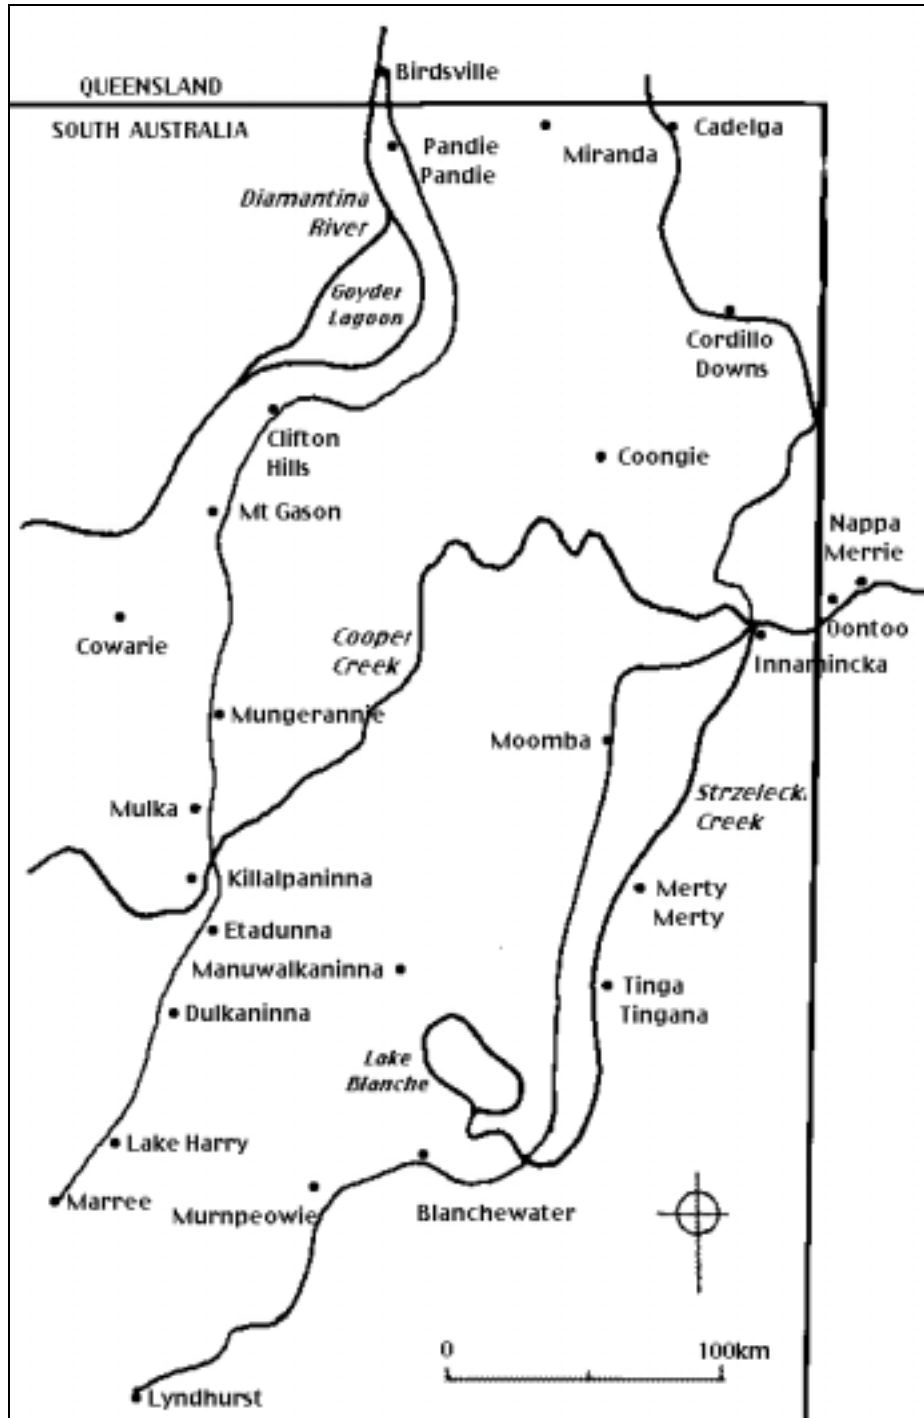 Birdsville
QUEENSLAND
SOUTH AUSTRALIA
Cadelga
Pandie
Pandie
Miranda
Diamantina
River
Goyder
Lagoon
Cordillo
Downs
Clifton
Hills
Coongie
Mt Gason
Nappa
Merrie
Oontoo
Cowarie
Cooper
Creek
Innamincka
Mungerannie
Moomba
Strzelecki
Creek
Mulka
Killalpaninna
Merty
Merty
Etadunna
Manuwalkaninna
Tinga
Tingana
Dulkaninna
Lake
Blanche
Lake Harry
Marree
Murnpeowie
Blanchewater
0
100km
Lyndhurst